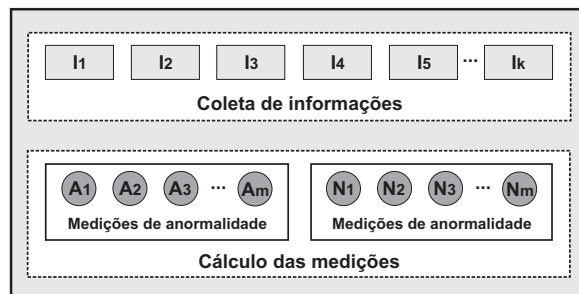 I1 I2 I3 I4 I5 ... Ik
Coleta de informações
A1 A2 A3 ... Am N1 N2 N3 ... Nm
Medições de anormalidade Medições de anormalidade
Cálculo das medições